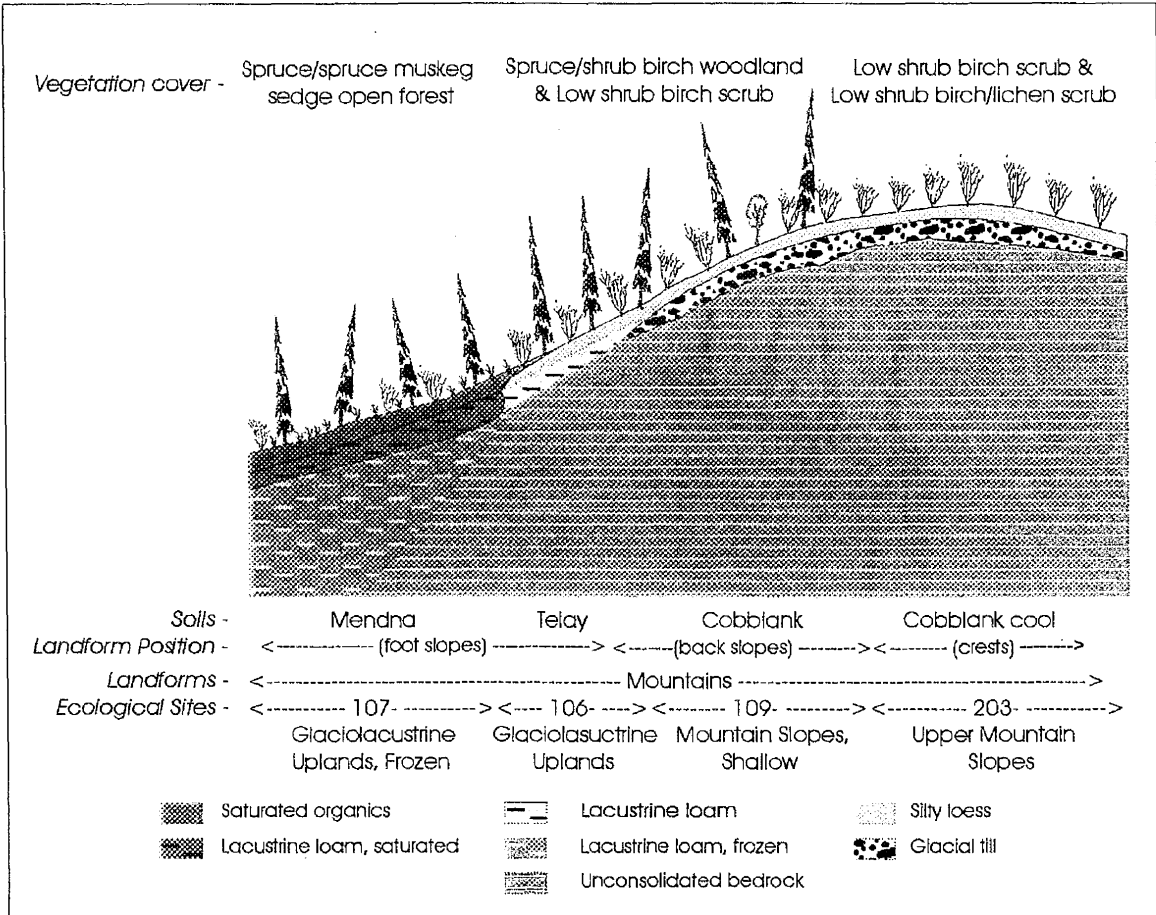 Vegetation cover -
Spruce/spruce muskeg
sedge open forest
Spruce/shrub birch woodland
& Low shrub birch scrub
Low shrub birch scrub &
Low shrub birch/lichen scrub
Soils - Mendna Telay Cobblank Cobblank cool
Landform Position - <----------(foot slopes)----------> <-----(back slopes)------> <--------(crests)--------->
Landforms - <------------------------------------Mountains------------------------------------>
Ecological Sites - <--------- 107- -------> <---- 106- ----> <------- 109- -------> <--------- 203- --------->
Glaciolacustrine
Uplands, Frozen
Glaciolasuctrine
Uplands
Mountain Slopes,
Shallow
Upper Mountain
Slopes
Saturated organics
Lacustrine loam, saturated
Lacustrine loam
Lacustrine loam, frozen
Unconsolidated bedrock
Silty loess
Glacial till